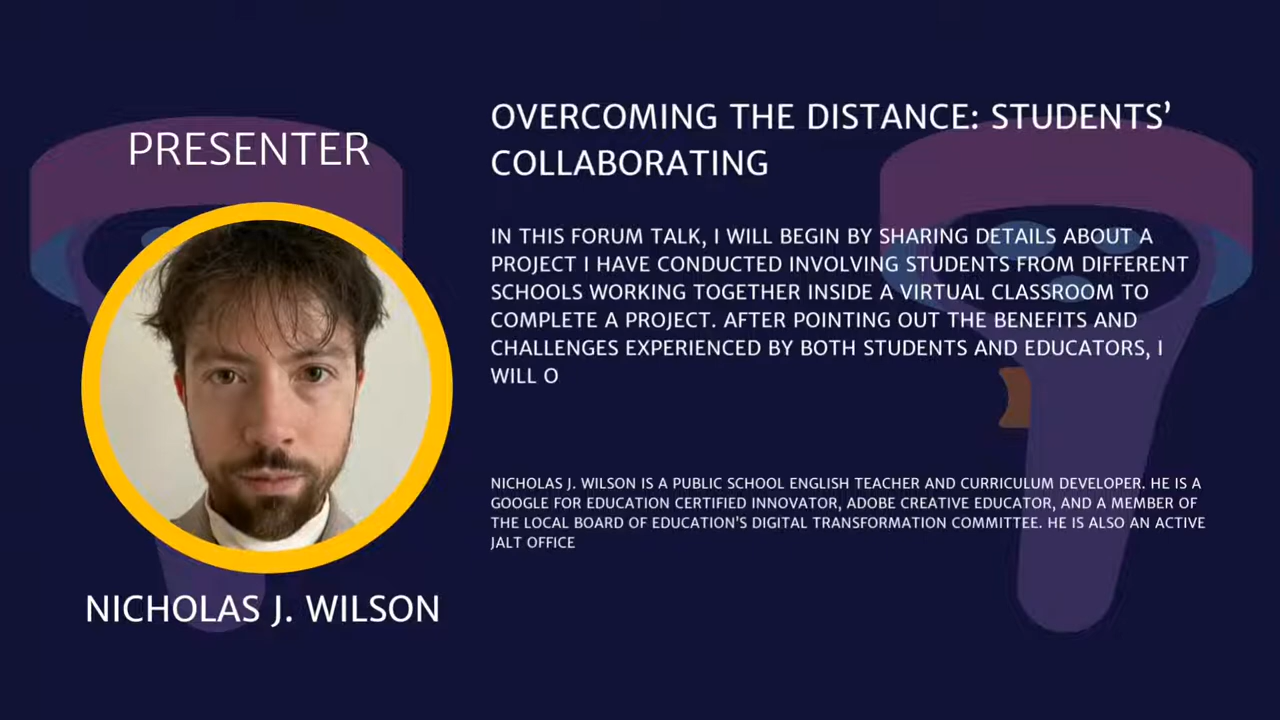 PRESENTER
NICHOLAS J. WILSON
OVERCOMING THE DISTANCE: STUDENTS’
COLLABORATING
IN THIS FORUM TALK, I WILL BEGIN BY SHARING DETAILS ABOUT A
PROJECT I HAVE CONDUCTED INVOLVING STUDENTS FROM DIFFERENT
SCHOOLS WORKING TOGETHER INSIDE A VIRTUAL CLASSROOM TO
COMPLETE A PROJECT. AFTER POINTING OUT THE BENEFITS AND
CHALLENGES EXPERIENCED BY BOTH STUDENTS AND EDUCATORS, I
WILL O
NICHOLAS J. WILSON IS A PUBLIC SCHOOL ENGLISH TEACHER AND CURRICULUM DEVELOPER. HE IS A
GOOGLE FOR EDUCATION CERTIFIED INNOVATOR, ADOBE CREATIVE EDUCATOR, AND A MEMBER OF
THE LOCAL BOARD OF EDUCATION’S DIGITAL TRANSFORMATION COMMITTEE. HE IS ALSO AN ACTIVE
JALT OFFICE